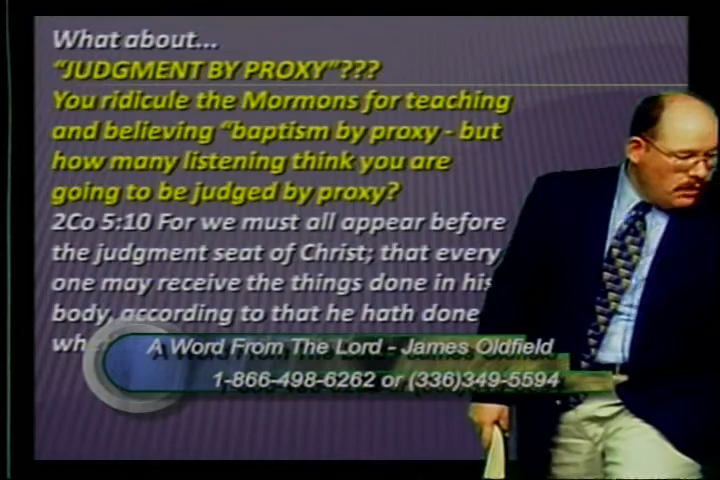 What about...
“JUDGMENT BY PROXY”???
You ridicule the Mormons for teaching
and believing “baptism by proxy - but
how many listening think you are
going to be judged by proxy?
2Co 5:10 For we must all appear before
the judgment seat of Christ; that every
one may receive the things done in his
body, according to that he hath done
A Word From The Lord - James Oldfield
1-866-498-6262 or (336)349-5594